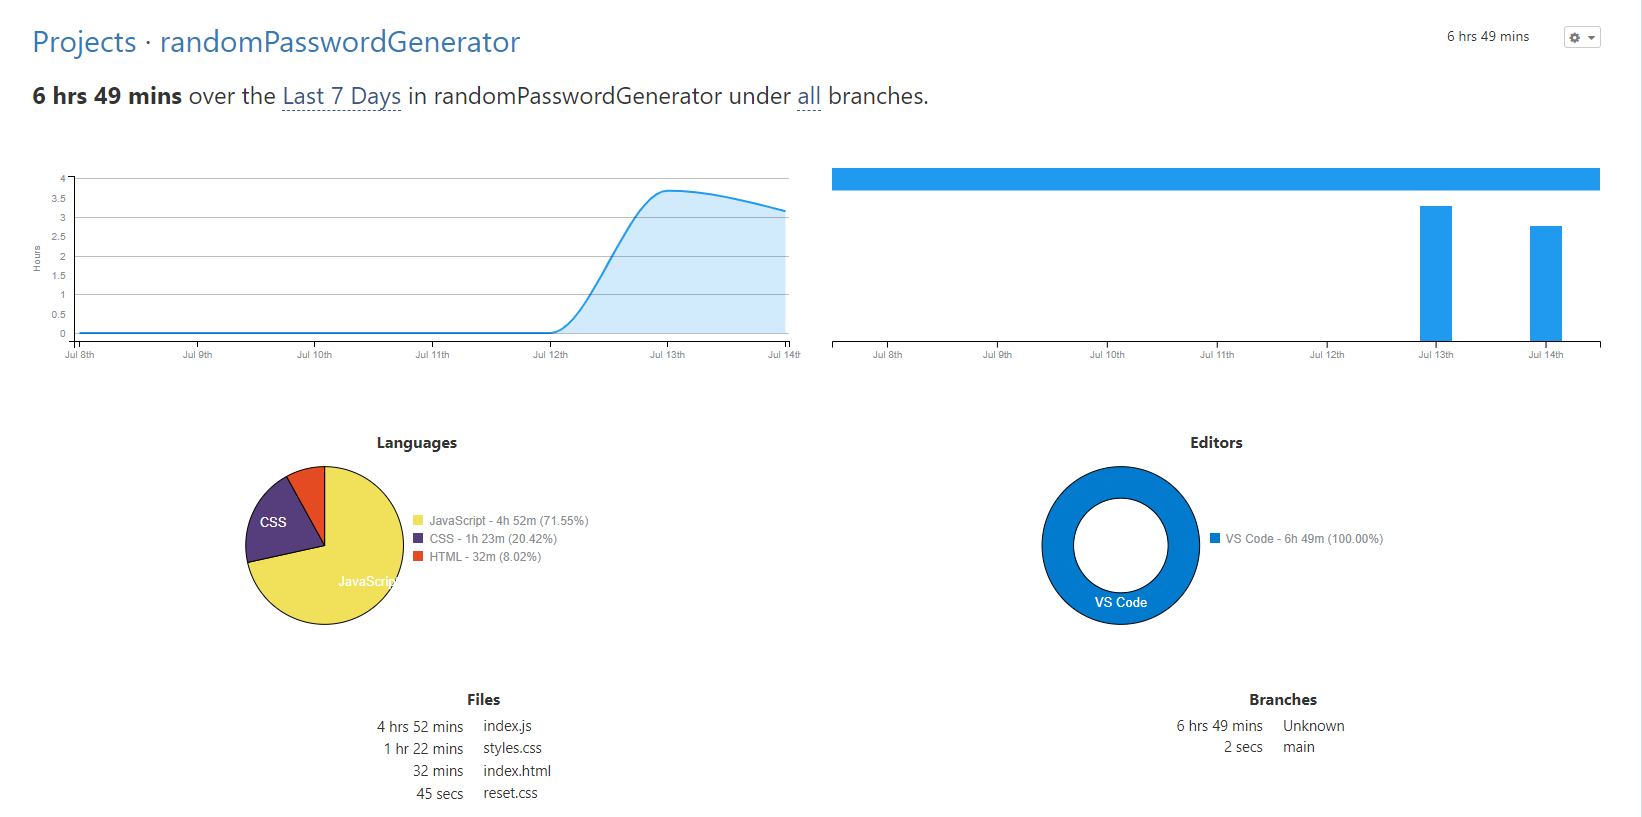 Projects · randomPasswordGenerator
6 hrs 49 mins
6 hrs 49 mins over the Last 7 Days in randomPasswordGenerator under all branches.
Hours
4
3.5
3
2.5
2
1.5
1
0.5
0
Jul 8th Jul 9th Jul 10th Jul 11th Jul 12th Jul 13th Jul 14th
Jul 8th Jul 9th Jul 10th Jul 11th Jul 12th Jul 13th Jul 14th
Languages
CSS
JavaScrip
JavaScript - 4h 52m (71.55%)
CSS - 1h 23m (20.42%)
HTML - 32m (8.02%)
Editors
VS Code
VS Code - 6h 49m (100.00%)
Files
4 hrs 52 mins index.js
1 hr 22 mins styles.css
32 mins index.html
45 secs reset.css
Branches
6 hrs 49 mins Unknown
2 secs main